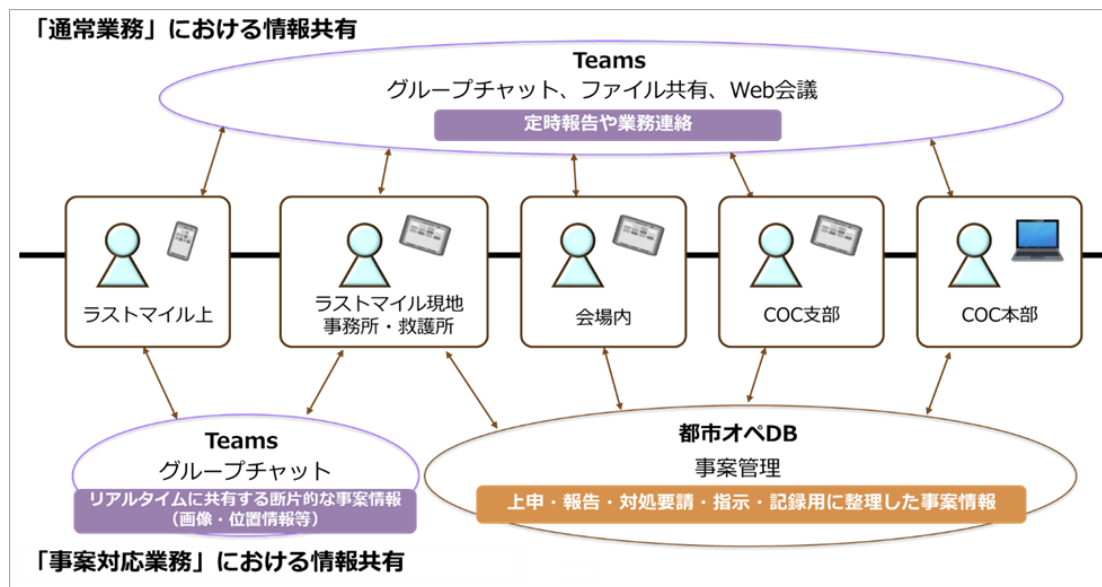 「通常業務」における情報共有
Teams
グループチャット、ファイル共有、Web会議
定時報告や業務連絡
ラストマイル上
ラストマイル現地
事務所・救護所
会場内
COC支部
COC本部
Teams
グループチャット
リアルタイムに共有する断片的な事案情報
（画像・位置情報等）
都市オペDB
事案管理
上申・報告・対処要請・指示・記録用に整理した事案情報
「事案対応業務」における情報共有